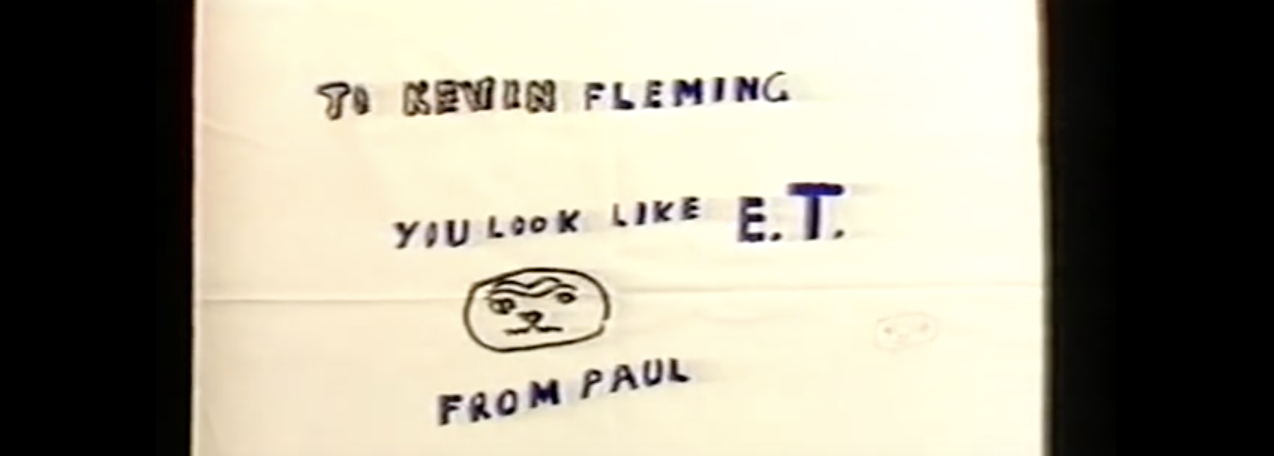 TO KEVIN FLEMING
YOU LOOK LIKE E.T.
FROM PAUL